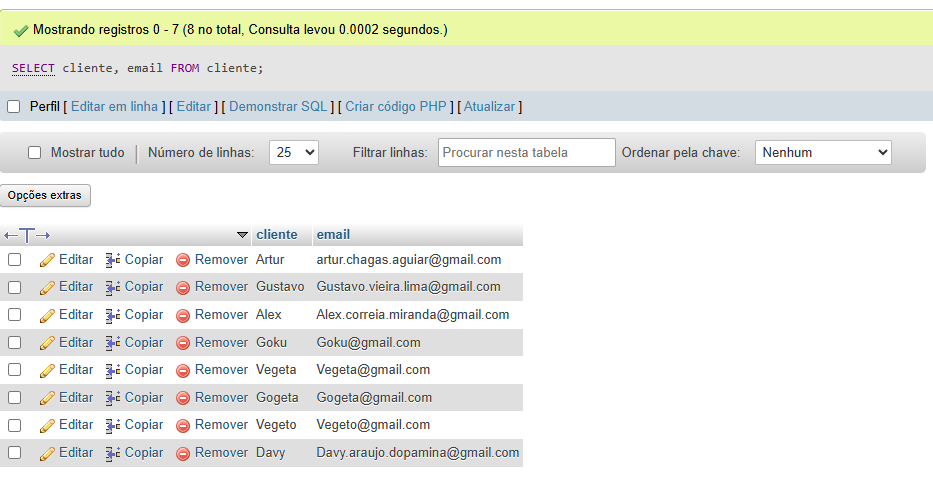 Mostrando registros 0 - 7 (8 no total, Consulta levou 0.0002 segundos.)
SELECT cliente, email FROM cliente;
Perfil [ Editar em linha ] [ Editar ] [ Demonstrar SQL ] [ Criar código PHP ] [ Atualizar ]
Mostrar tudo Número de linhas: 25 Filtrar linhas: Procurar nesta tabela Ordenar pela chave: Nenhum
Opções extras
←T→ cliente email
Editar Copiar Remover Artur artur.chagas.aguiar@gmail.com
Editar Copiar Remover Gustavo Gustavo.vieira.lima@gmail.com
Editar Copiar Remover Alex Alex.correia.miranda@gmail.com
Editar Copiar Remover Goku Goku@gmail.com
Editar Copiar Remover Vegeta Vegeta@gmail.com
Editar Copiar Remover Gogeta Gogeta@gmail.com
Editar Copiar Remover Vegeto Vegeto@gmail.com
Editar Copiar Remover Davy Davy.araujo.dopamina@gmail.com